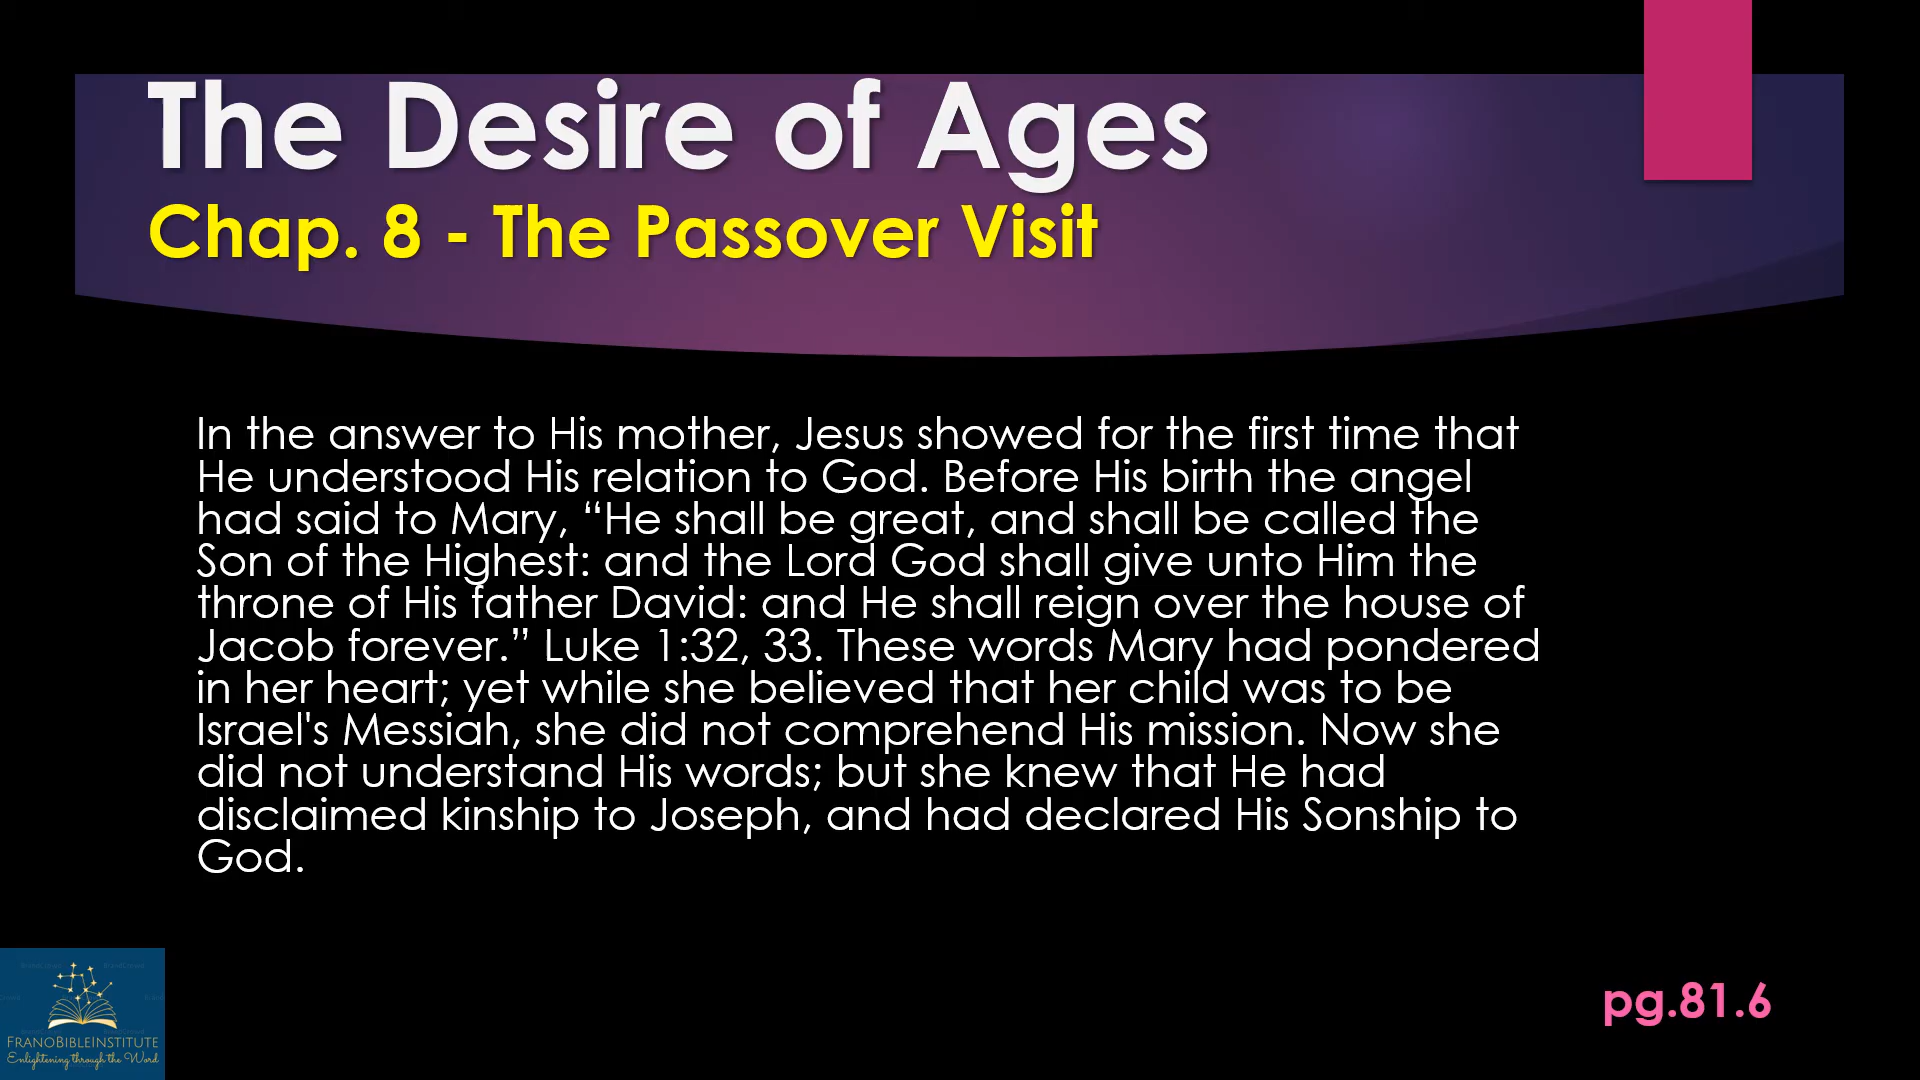 The Desire of Ages
Chap. 8 - The Passover Visit
In the answer to His mother, Jesus showed for the first time that
He understood His relation to God. Before His birth the angel
had said to Mary, “He shall be great, and shall be called the
Son of the Highest: and the Lord God shall give unto Him the
throne of His father David: and He shall reign over the house of
Jacob forever.” Luke 1:32, 33. These words Mary had pondered
in her heart; yet while she believed that her child was to be
Israel's Messiah, she did not comprehend His mission. Now she
did not understand His words; but she knew that He had
disclaimed kinship to Joseph, and had declared His Sonship to
God.
pg.81.6
FRANOBIBLEINSTITUTE
Enlightening through the Word